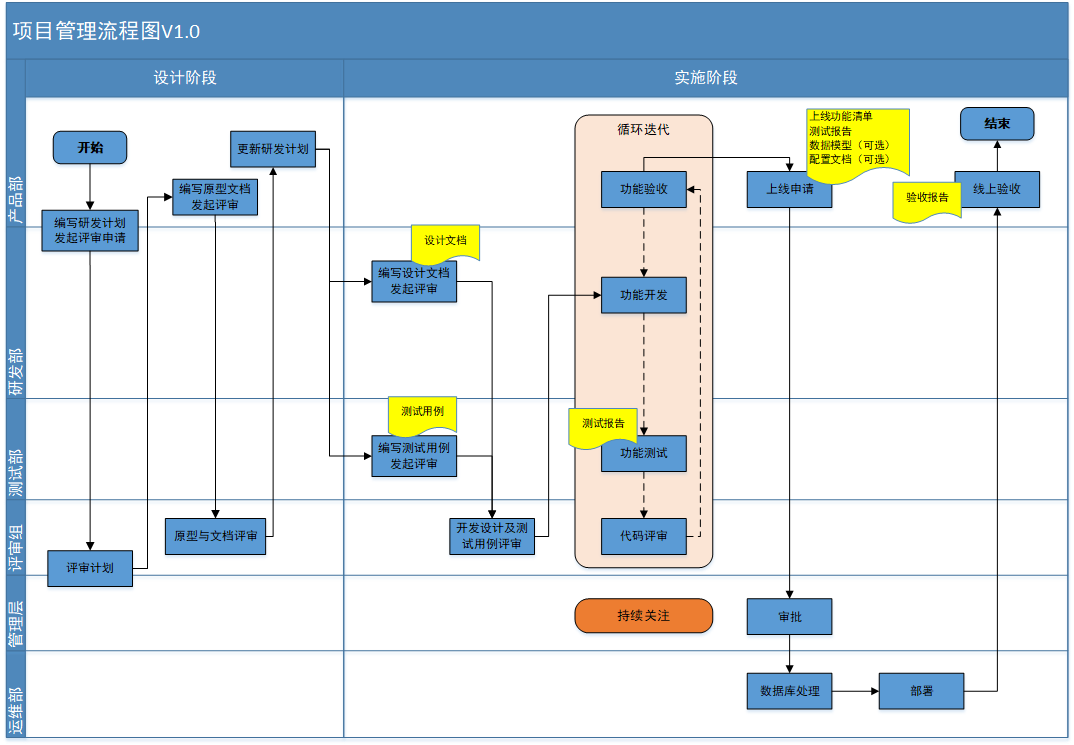 项目管理流程图V1.0
设计阶段
实施阶段
产品部
开始
编写研发计划
发起评审申请
编写原型文档
发起评审
更新研发计划
循环迭代
功能验收
上线功能清单
测试报告
数据模型（可选）
配置文档（可选）
上线申请
结束
验收报告
线上验收
研发部
设计文档
编写设计文档
发起评审
功能开发
测试部
测试用例
编写测试用例
发起评审
测试报告
功能测试
评审组
评审计划
原型与文档评审
开发设计及测
试用例评审
代码评审
管理层
持续关注
审批
运维部
数据库处理
部署